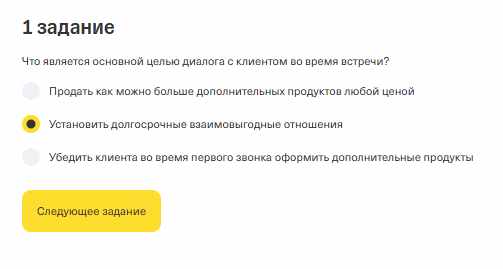 1 задание
Что является основной целью диалога с клиентом во время встречи?
Продать как можно больше дополнительных продуктов любой ценой
Установить долгосрочные взаимовыгодные отношения
Убедить клиента во время первого звонка оформить дополнительные продукты
Следующее задание